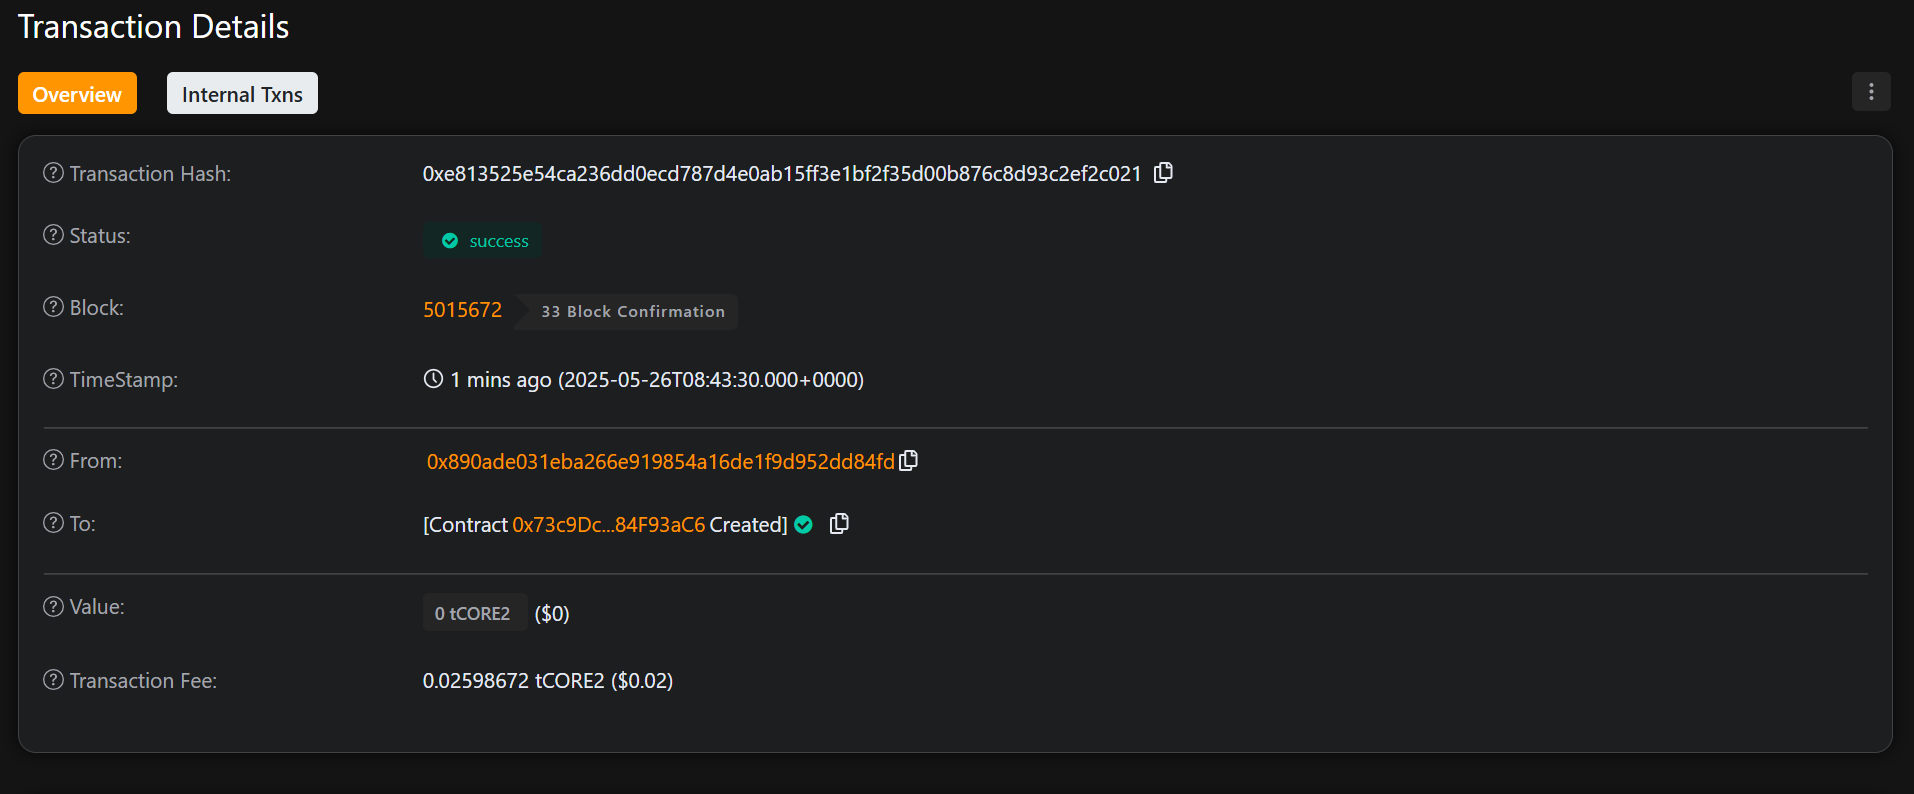 Transaction Details
Overview Internal Txns
Transaction Hash: 0xe813525e54ca236dd0ecd787d4e0ab15ff3e1bf2f35d00b876c8d93c2ef2c021
Status: success
Block: 5015672 33 Block Confirmation
TimeStamp: 1 mins ago (2025-05-26T08:43:30.000+0000)
From: 0x890ade031eba266e919854a16de1f9d952dd84fd
To: [Contract 0x73c9Dc...84F93aC6 Created]
Value: 0 tCORE2 ($0)
Transaction Fee: 0.02598672 tCORE2 ($0.02)